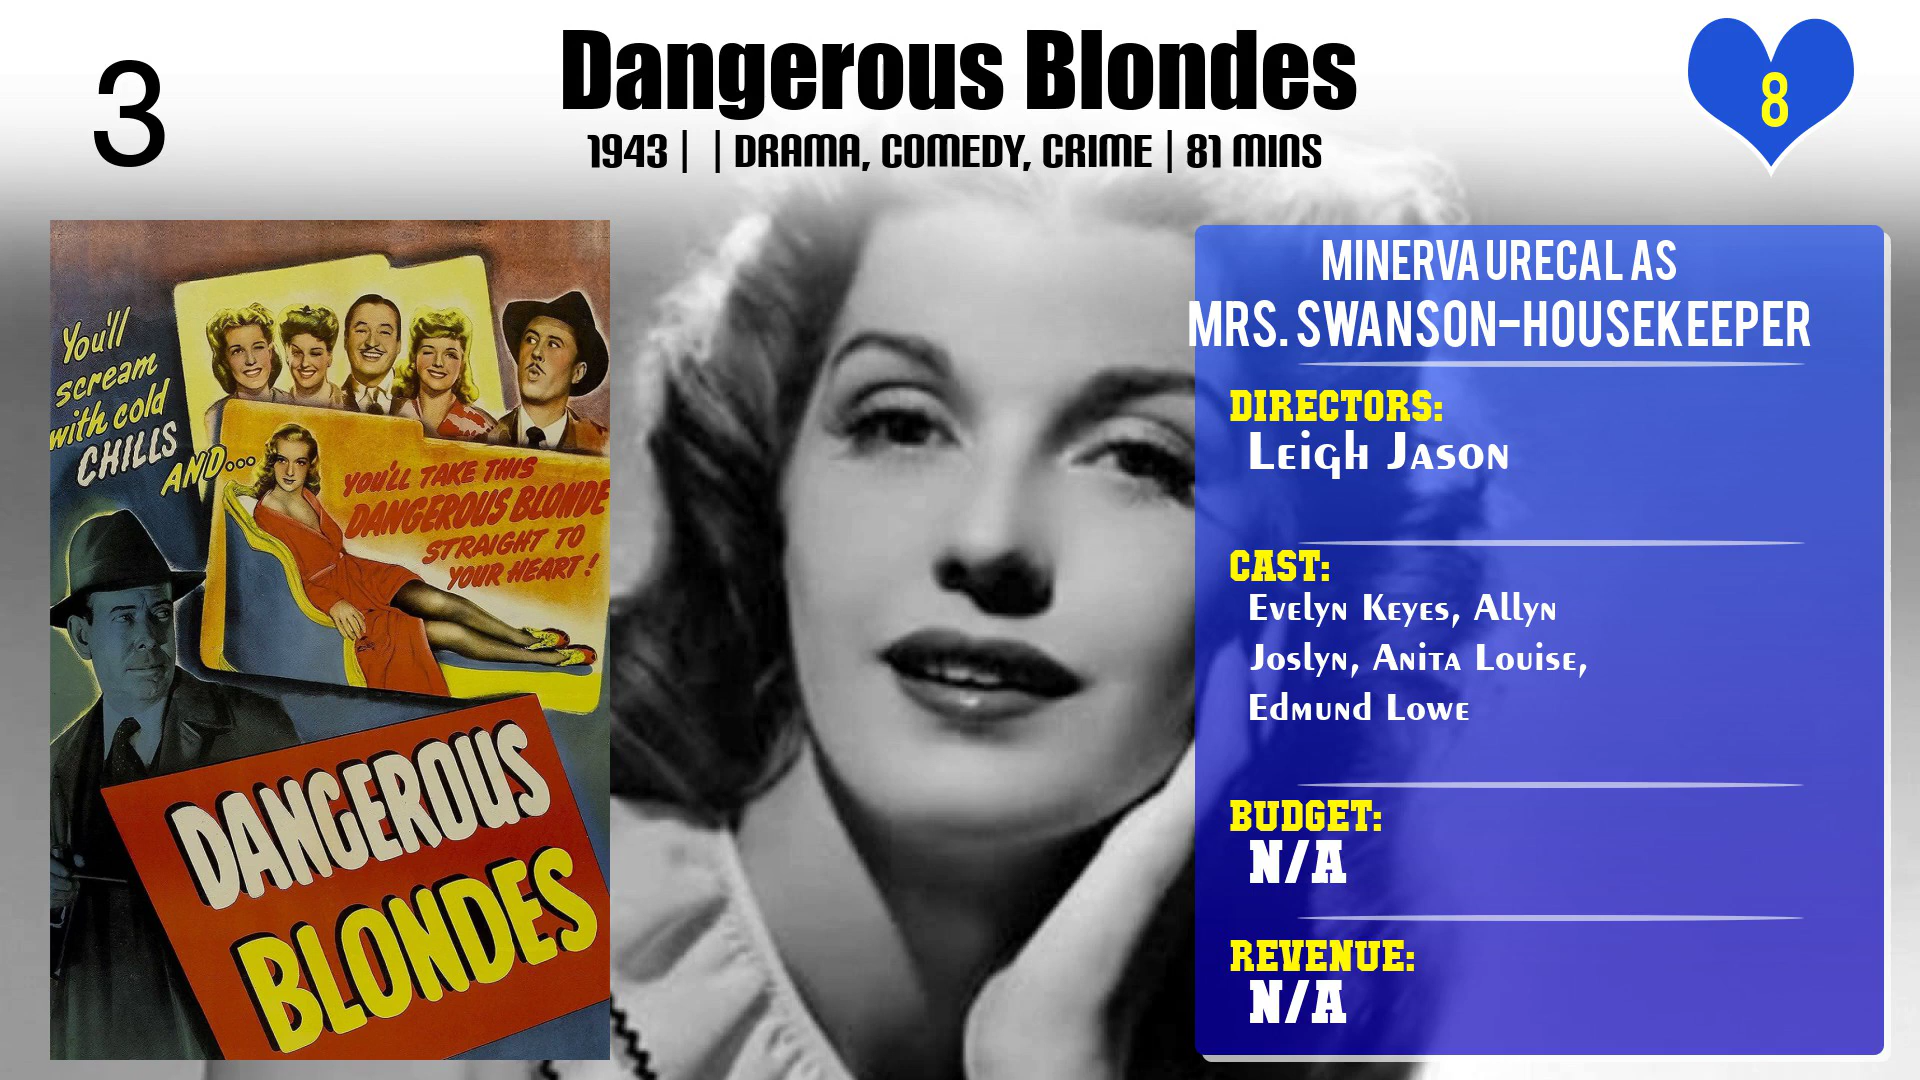 3
Dangerous Blondes
8
1943 | | DRAMA, COMEDY, CRIME | 81 MINS
You'll
scream
with cold
CHILLS
AND...
YOU'LL TAKE THIS
DANGEROUS BLONDE
STRAIGHT TO
YOUR HEART!
DANGEROUS
BLONDES
MINERVA URECAL AS
MRS. SWANSON-HOUSEKEEPER
DIRECTORS:
Leigh Jason
CAST:
Evelyn Keyes, Allyn
Joslyn, Anita Louise,
Edmund Lowe
BUDGET:
N/A
REVENUE:
N/A